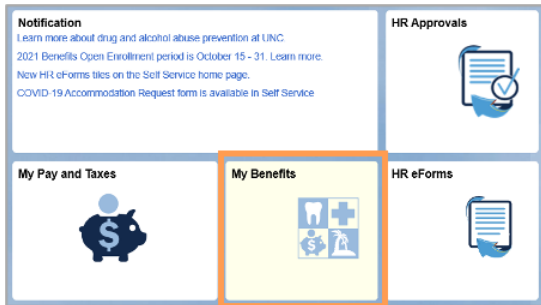 Notification
Learn more about drug and alcohol abuse prevention at UNC.
2021 Benefits Open Enrollment period is October 15 - 31. Learn more.
New HR eForms tiles on the Self Service home page.
COVID-19 Accommodation Request form is available in Self Service
HR Approvals
My Pay and Taxes
$
My Benefits
$
HR eForms